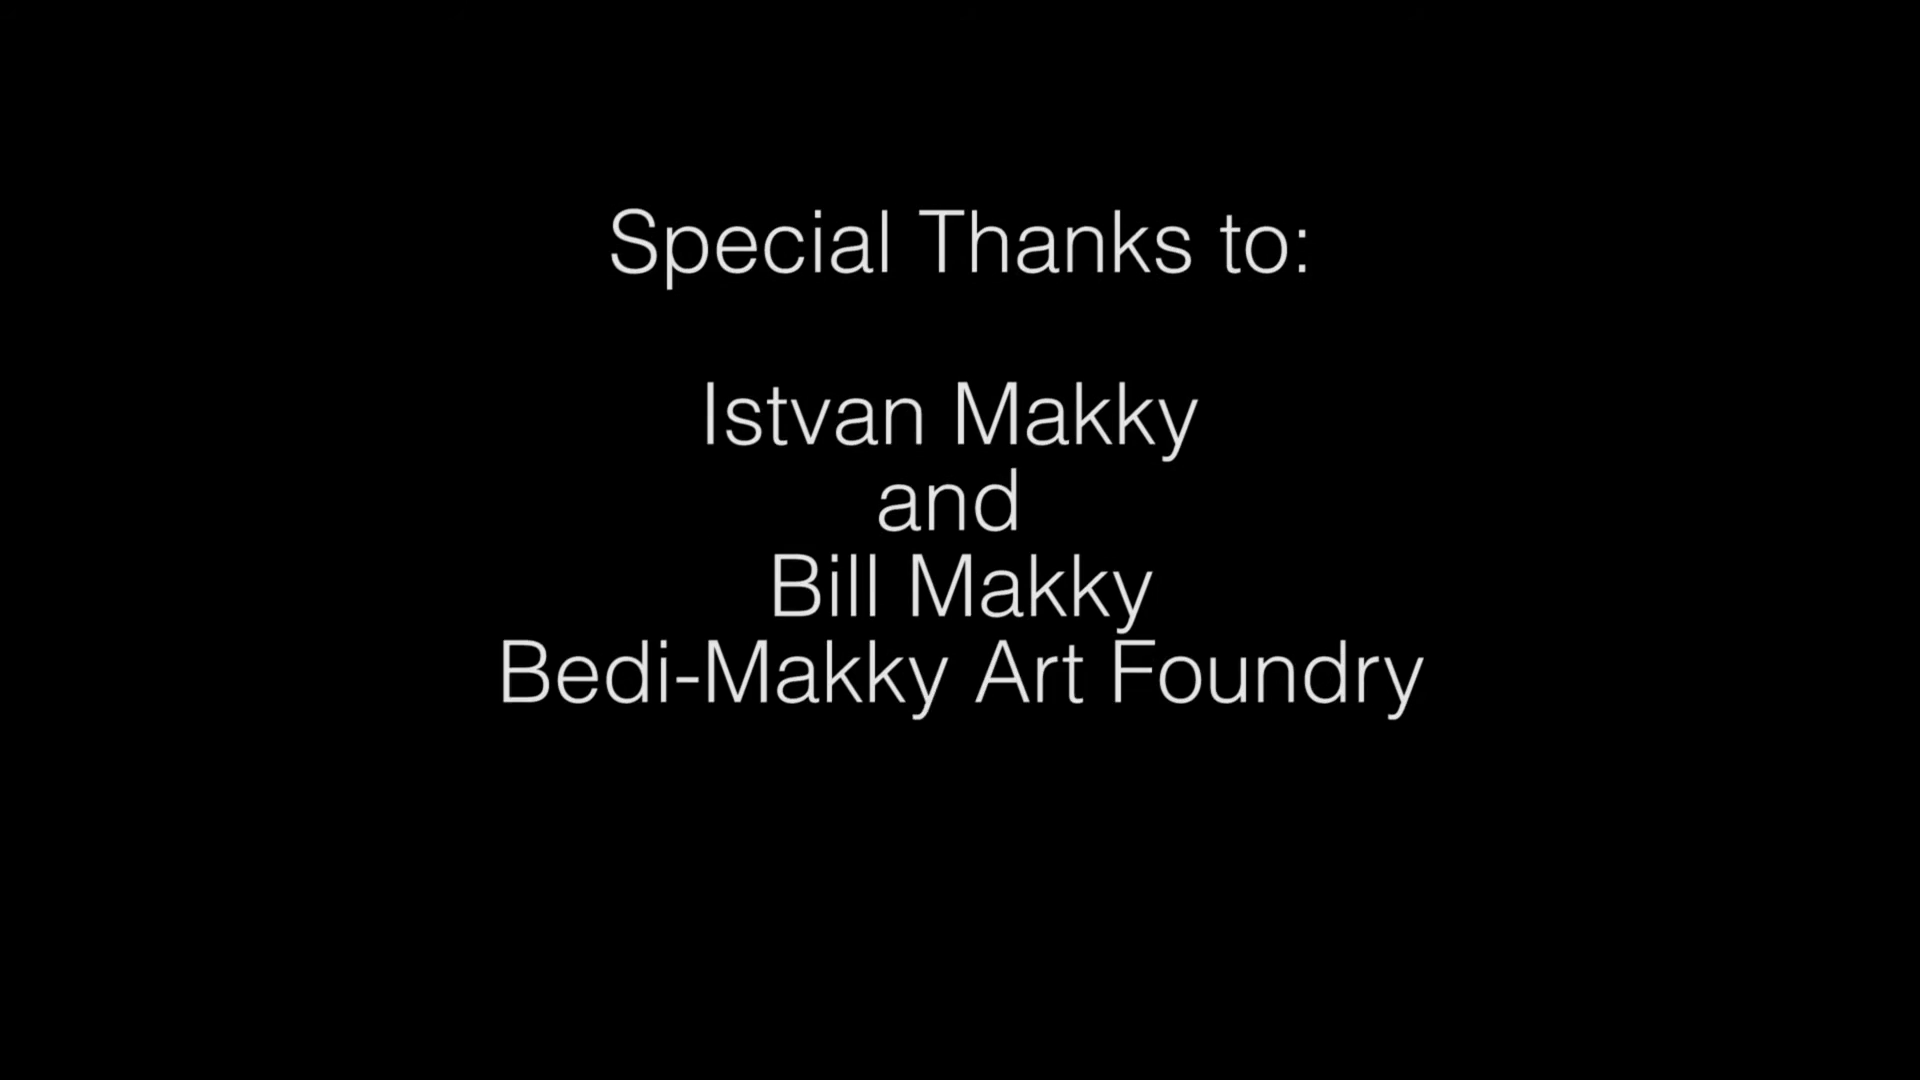 Special Thanks to:
Istvan Makky
and
Bill Makky
Bedi-Makky Art Foundry